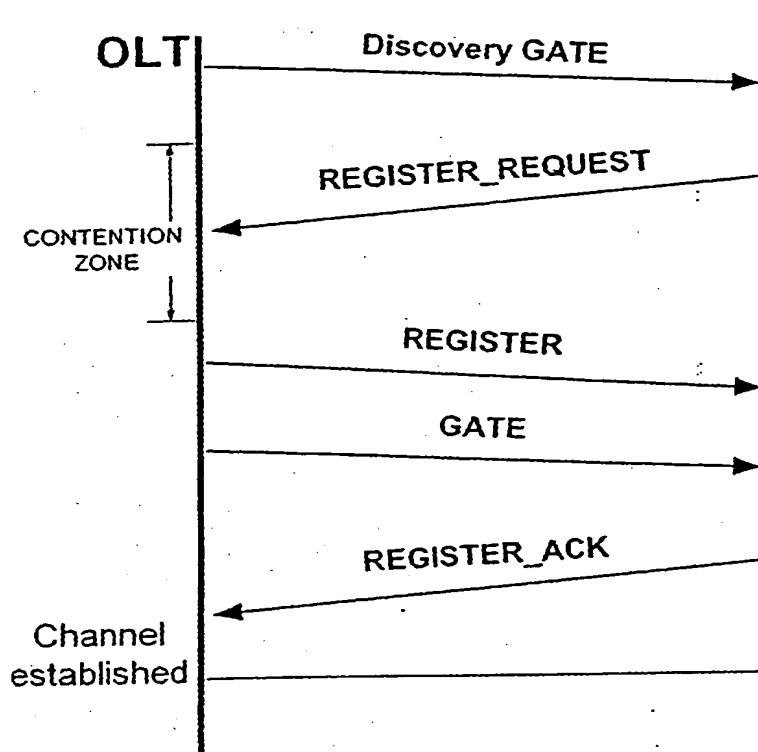 OLT
Discovery GATE
REGISTER_REQUEST
CONTENTION
ZONE
REGISTER
GATE
REGISTER_ACK
Channel
established